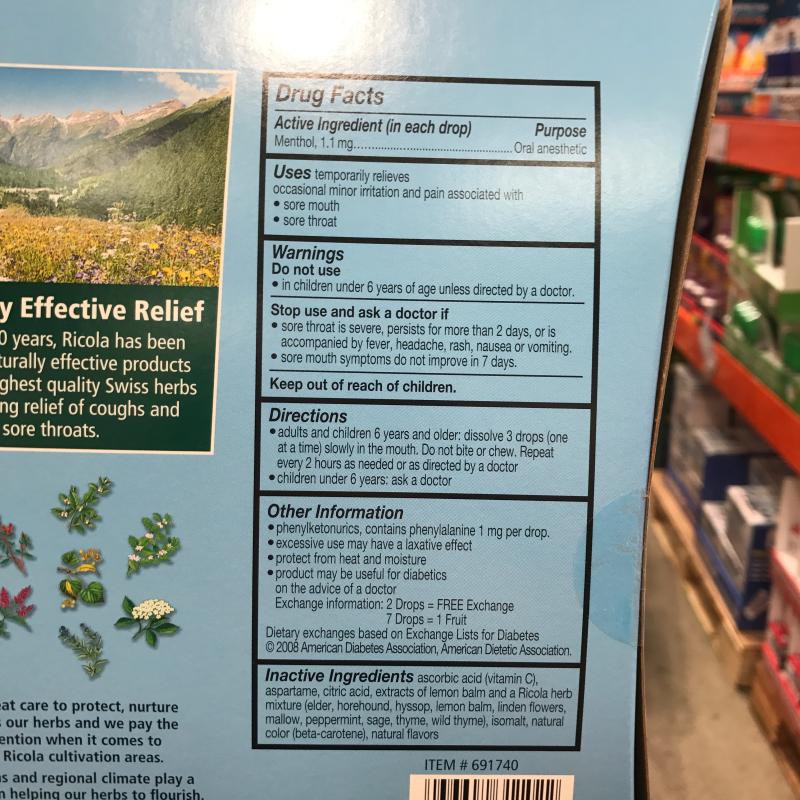 y Effective Relief
0 years, Ricola has been
turally effective products
ghest quality Swiss herbs
ng relief of coughs and
sore throats.
eat care to protect, nurture
s our herbs and we pay the
ention when it comes to
Ricola cultivation areas.
ns and regional climate play a
n helping our herbs to flourish.
Drug Facts
Active Ingredient (in each drop) Purpose
Menthol, 1.1 mg..........Oral anesthetic
Uses temporarily relieves
occasional minor irritation and pain associated with
• sore mouth
• sore throat
Warnings
Do not use
• in children under 6 years of age unless directed by a doctor.
Stop use and ask a doctor if
• sore throat is severe, persists for more than 2 days, or is
accompanied by fever, headache, rash, nausea or vomiting.
• sore mouth symptoms do not improve in 7 days.
Keep out of reach of children.
Directions
• adults and children 6 years and older: dissolve 3 drops (one
at a time) slowly in the mouth. Do not bite or chew. Repeat
every 2 hours as needed or as directed by a doctor
• children under 6 years: ask a doctor
Other Information
• phenylketonurics, contains phenylalanine 1 mg per drop.
• excessive use may have a laxative effect
• protect from heat and moisture
• product may be useful for diabetics
on the advice of a doctor
Exchange information: 2 Drops = FREE Exchange
7 Drops = 1 Fruit
Dietary exchanges based on Exchange Lists for Diabetes
© 2008 American Diabetes Association, American Dietetic Association.
Inactive Ingredients ascorbic acid (vitamin C),
aspartame, citric acid, extracts of lemon balm and a Ricola herb
mixture (elder, horehound, hyssop, lemon balm, linden flowers,
mallow, peppermint, sage, thyme, wild thyme), isomalt, natural
color (beta-carotene), natural flavors
ITEM # 691740